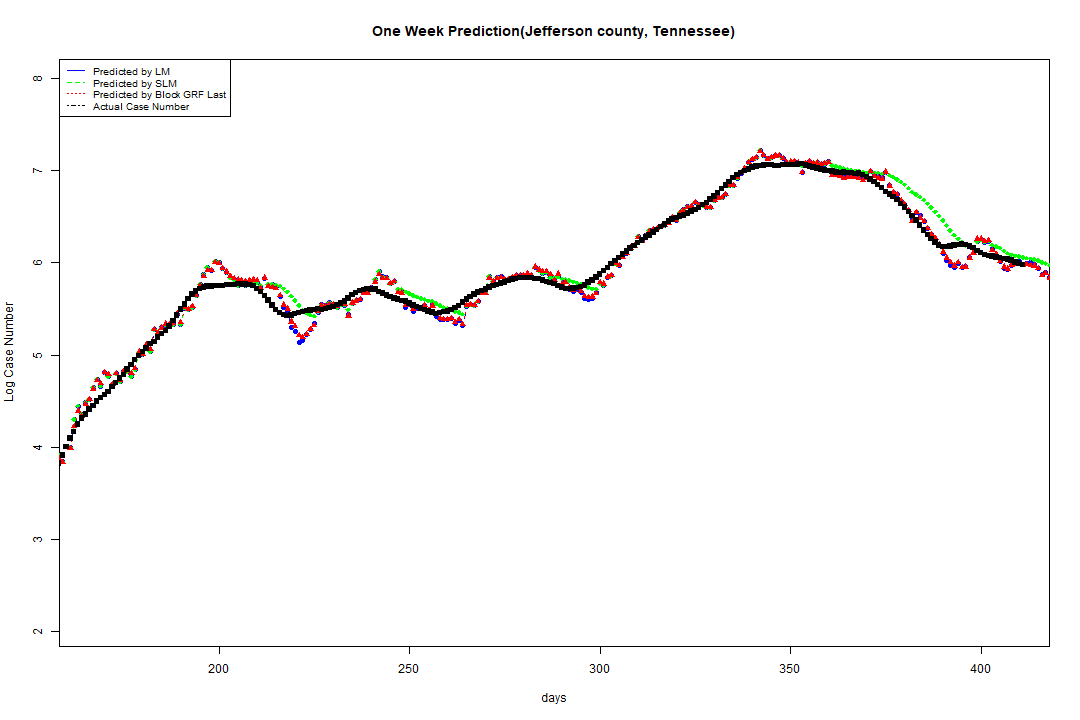 One Week Prediction(Jefferson county, Tennessee)
Predicted by LM
Predicted by SLM
Predicted by Block GRF Last
Actual Case Number
8
7
6
5
4
3
2
Log Case Number
200 250 300 350 400
days